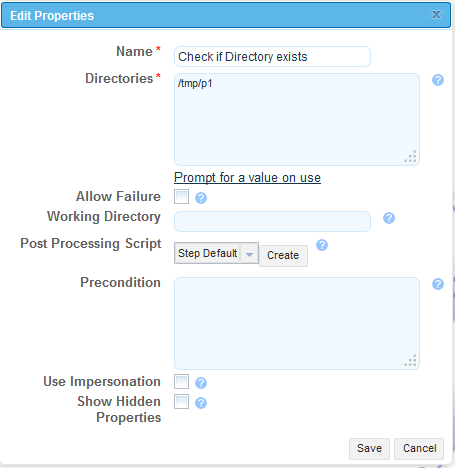 Edit Properties x
Name *
Check if Directory exists
Directories *
/tmp/p1
?
Prompt for a value on use
Allow Failure ?
Working Directory ?
Post Processing Script
Step Default Create ?
Precondition ?
Use Impersonation ?
Show Hidden ?
Properties
Save Cancel